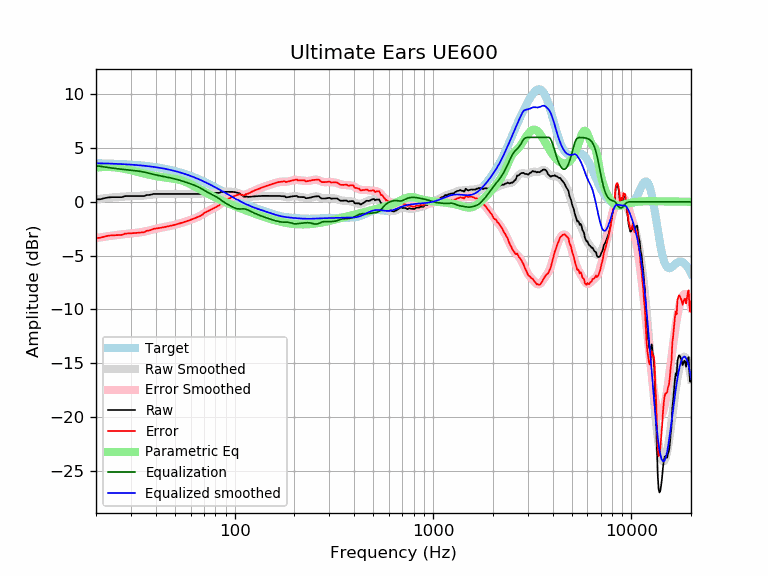 Ultimate Ears UE600
Amplitude (dBr)
10
5
0
−5
−10
−15
−20
−25
Target
Raw Smoothed
Error Smoothed
Raw
Error
Parametric Eq
Equalization
Equalized smoothed
100
1000
10000
Frequency (Hz)